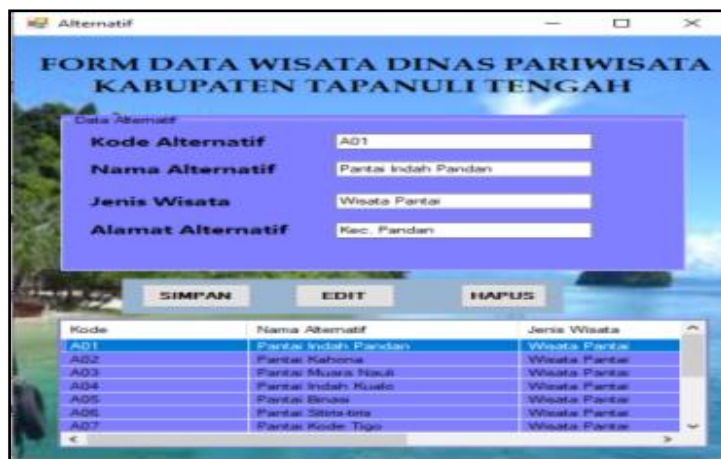 Alternatif
FORM DATA WISATA DINAS PARIWISATA
KABUPATEN TAPANULI TENGAH
Data Alternatif
Kode Alternatif A01
Nama Alternatif Pantai Indah Pandan
Jenis Wisata Wisata Pantai
Alamat Alternatif Kec. Pandan
SIMPAN EDIT HAPUS
Kode Nama Alternatif Jenis Wisata
A01 Pantai Indah Pandan Wisata Pantai
A02 Pantai Kahona Wisata Pantai
A03 Pantai Muara Nauli Wisata Pantai
A04 Pantai Indah Kualo Wisata Pantai
A05 Pantai Binasi Wisata Pantai
A06 Pantai Wisata Pantai
A07 Pantai Kode Tigo Wisata Pantai